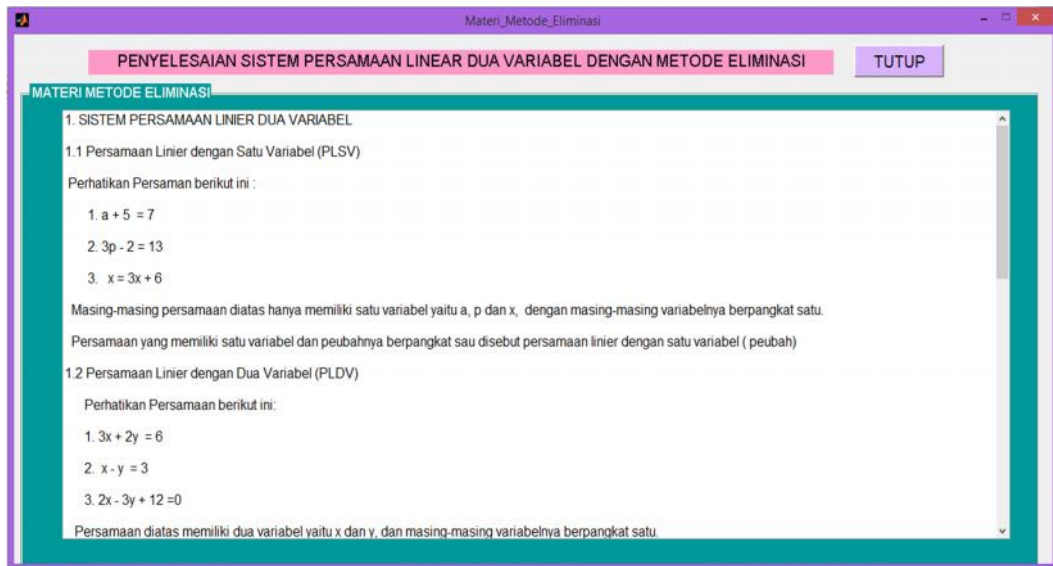 Materi_Metode_Eliminasi
PENYELESAIAN SISTEM PERSAMAAN LINEAR DUA VARIABEL DENGAN METODE ELIMINASI
TUTUP
MATERI METODE ELIMINASI
1. SISTEM PERSAMAAN LINIER DUA VARIABEL
1.1 Persamaan Linier dengan Satu Variabel (PLSV)
Perhatikan Persaman berikut ini :
1. a + 5 = 7
2. 3p - 2 = 13
3. x = 3x + 6
Masing-masing persamaan diatas hanya memiliki satu variabel yaitu a, p dan x, dengan masing-masing variabelnya berpangkat satu.
Persamaan yang memiliki satu variabel dan peubahnya berpangkat sau disebut persamaan linier dengan satu variabel ( peubah)
1.2 Persamaan Linier dengan Dua Variabel (PLDV)
Perhatikan Persamaan berikut ini:
1. 3x + 2y = 6
2. x - y = 3
3. 2x - 3y + 12 =0
Persamaan diatas memiliki dua variabel yaitu x dan y, dan masing-masing variabelnya berpangkat satu.